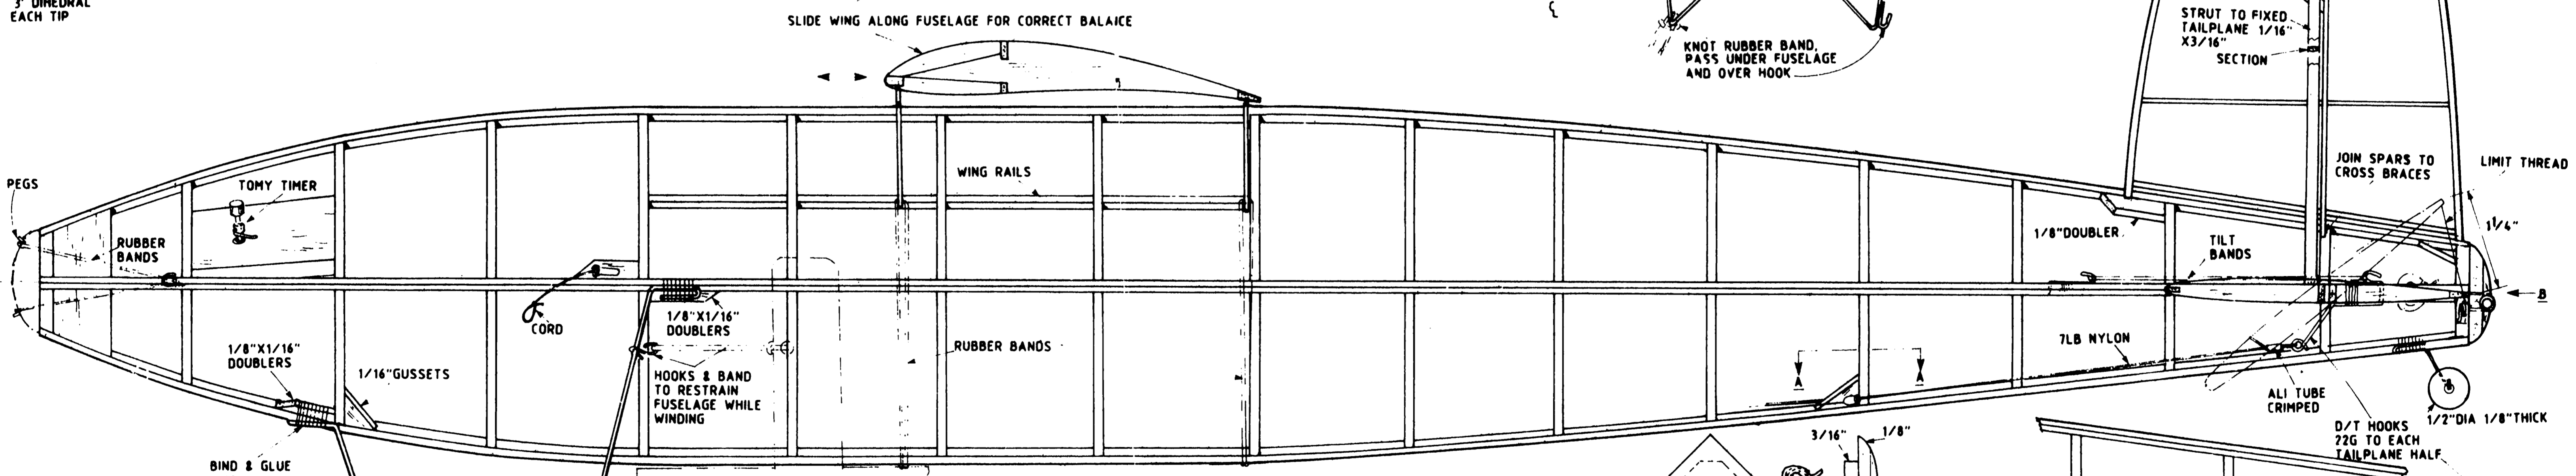 3° DIHEDRAL
EACH TIP
SLIDE WING ALONG FUSELAGE FOR CORRECT BALAICE
℄
KNOT RUBBER BAND,
PASS UNDER FUSELAGE
AND OVER HOOK
STRUT TO FIXED
TAILPLANE 1/16"
X3/16"
SECTION
PEGS
TOMY TIMER
RUBBER
BANDS
WING RAILS
JOIN SPARS TO
CROSS BRACES
LIMIT THREAD
1/8"DOUBLER
TILT
BANDS
1¼"
B
CORD
1/8"X1/16"
DOUBLERS
RUBBER BANDS
7LB NYLON
1/8"X1/16"
DOUBLERS
1/16"GUSSETS
HOOKS & BAND
TO RESTRAIN
FUSELAGE WHILE
WINDING
A
A
ALI TUBE
CRIMPED
1/2"DIA 1/8"THICK
D/T HOOKS
22G TO EACH
TAILPLANE HALF
3/16"
1/8"
BIND & GLUE